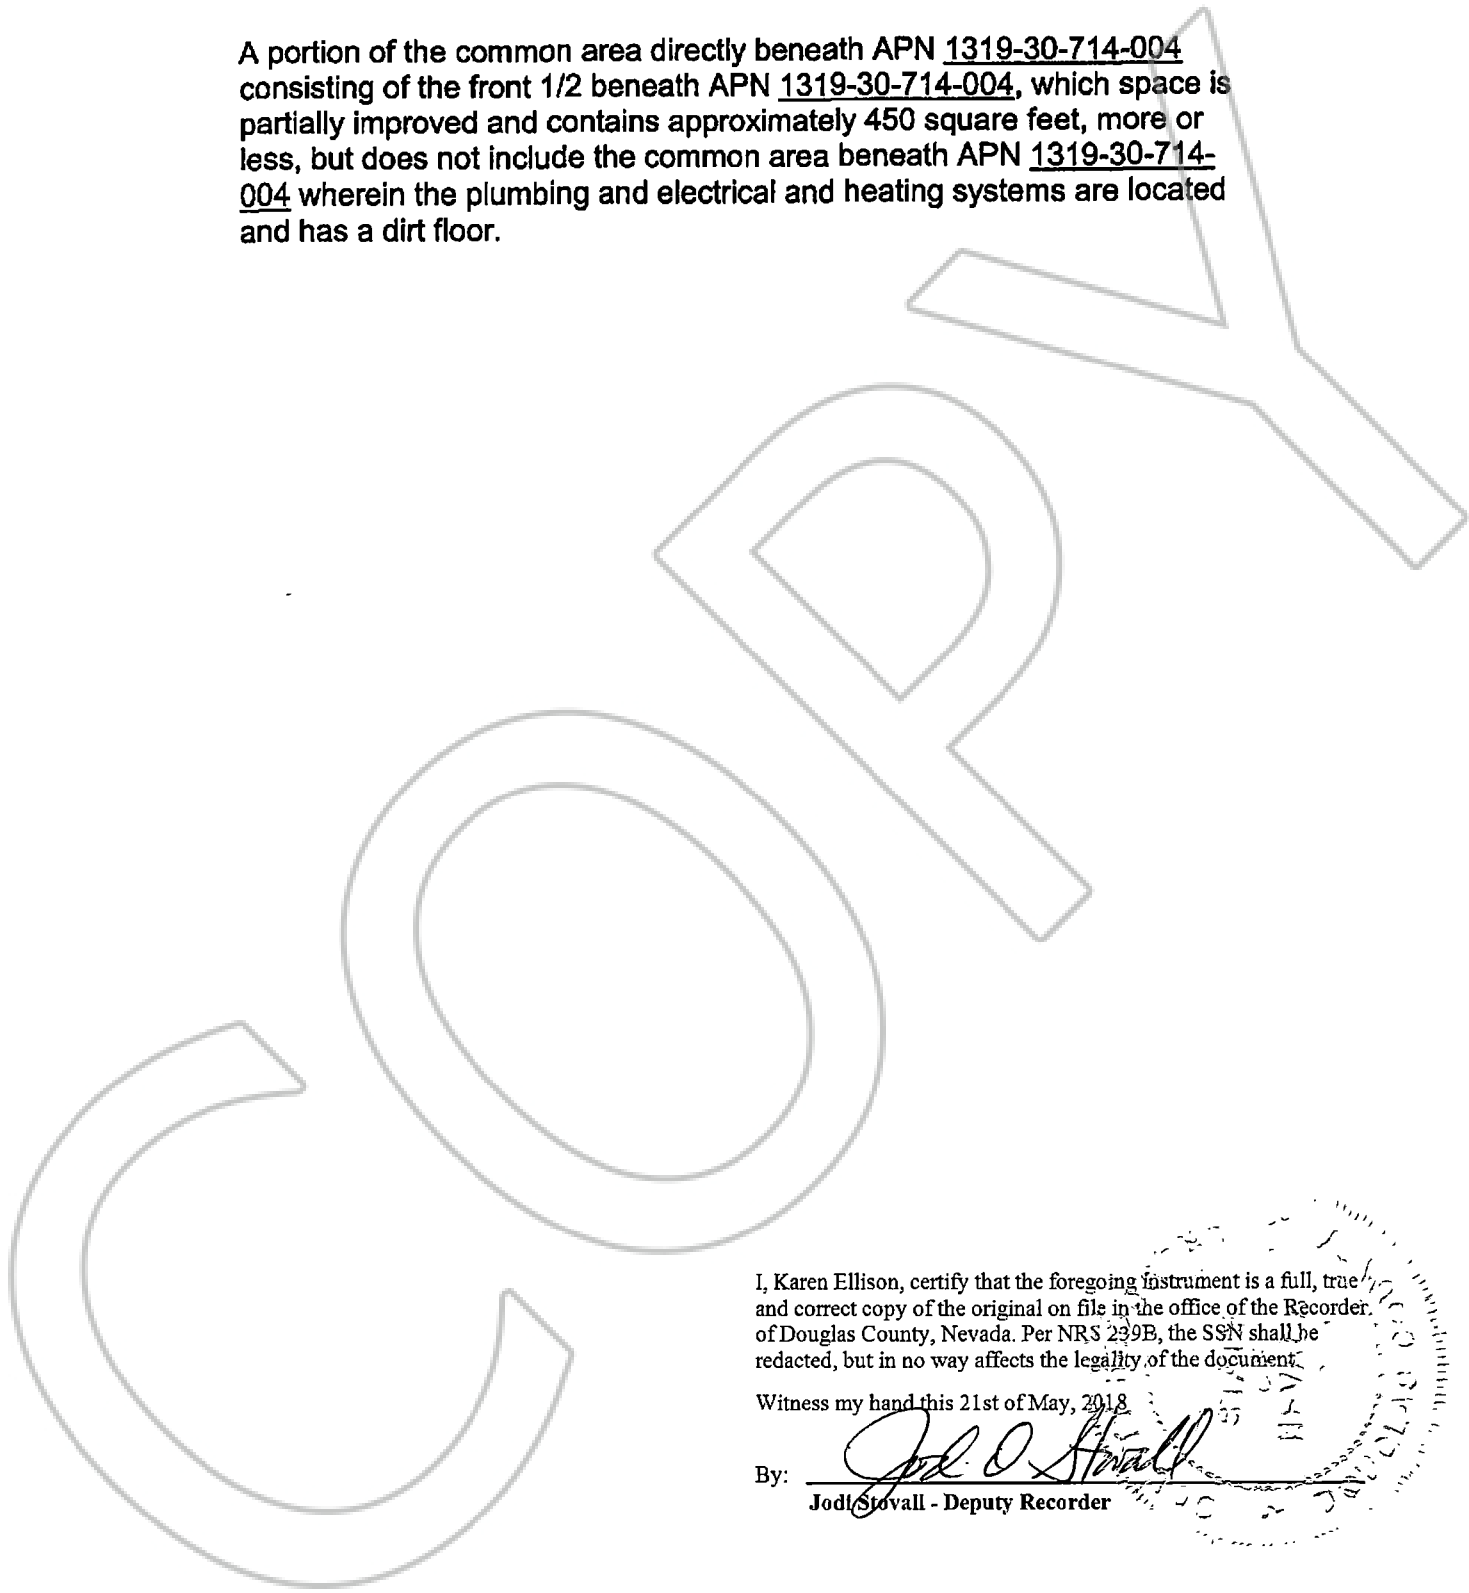 A portion of the common area directly beneath APN 1319-30-714-004
consisting of the front 1/2 beneath APN 1319-30-714-004, which space is
partially improved and contains approximately 450 square feet, more or
less, but does not include the common area beneath APN 1319-30-714-
004 wherein the plumbing and electrical and heating systems are located
and has a dirt floor.
COPY
I, Karen Ellison, certify that the foregoing instrument is a full, true
and correct copy of the original on file in the office of the Recorder
of Douglas County, Nevada. Per NRS 239B, the SSN shall be
redacted, but in no way affects the legality of the document.
Witness my hand this 21st of May, 2018
By: Jodi O Stovall
Jodi Stovall - Deputy Recorder